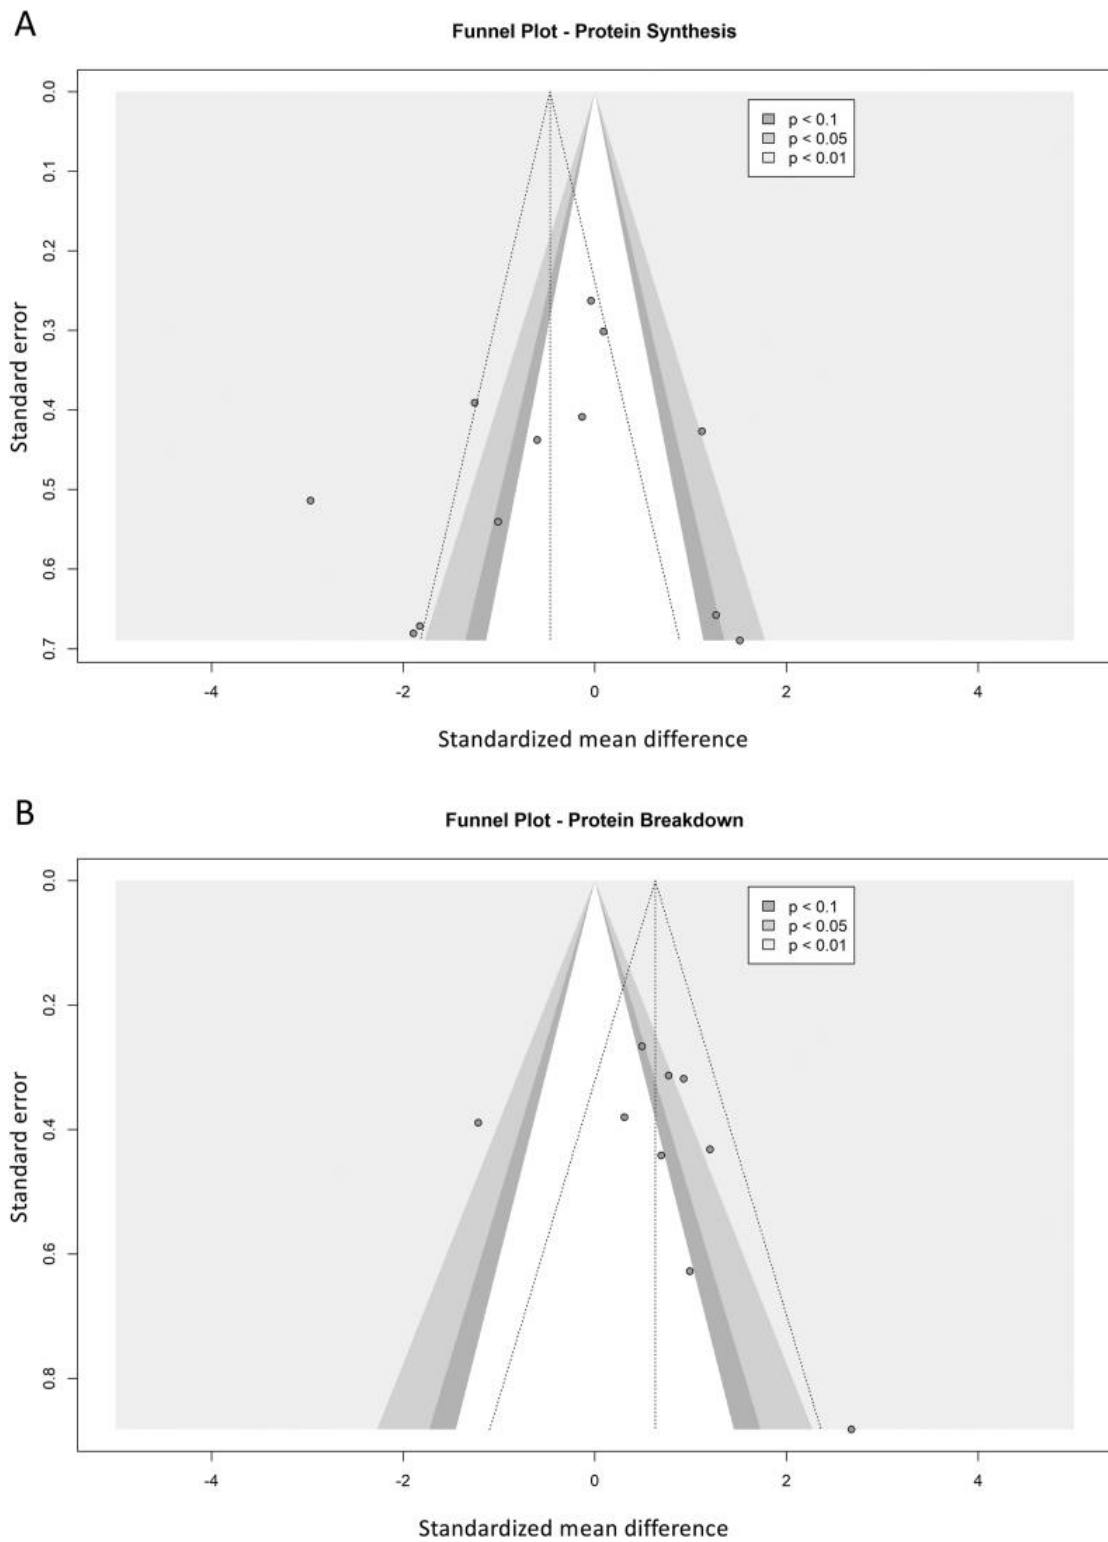 A
Funnel Plot - Protein Synthesis
p < 0.1
p < 0.05
p < 0.01
0.0
0.1
0.2
0.3
0.4
0.5
0.6
0.7
Standard error
-4
-2
0
2
4
Standardized mean difference
B
Funnel Plot - Protein Breakdown
p < 0.1
p < 0.05
p < 0.01
0.0
0.2
0.4
0.6
0.8
Standard error
-4
-2
0
2
4
Standardized mean difference